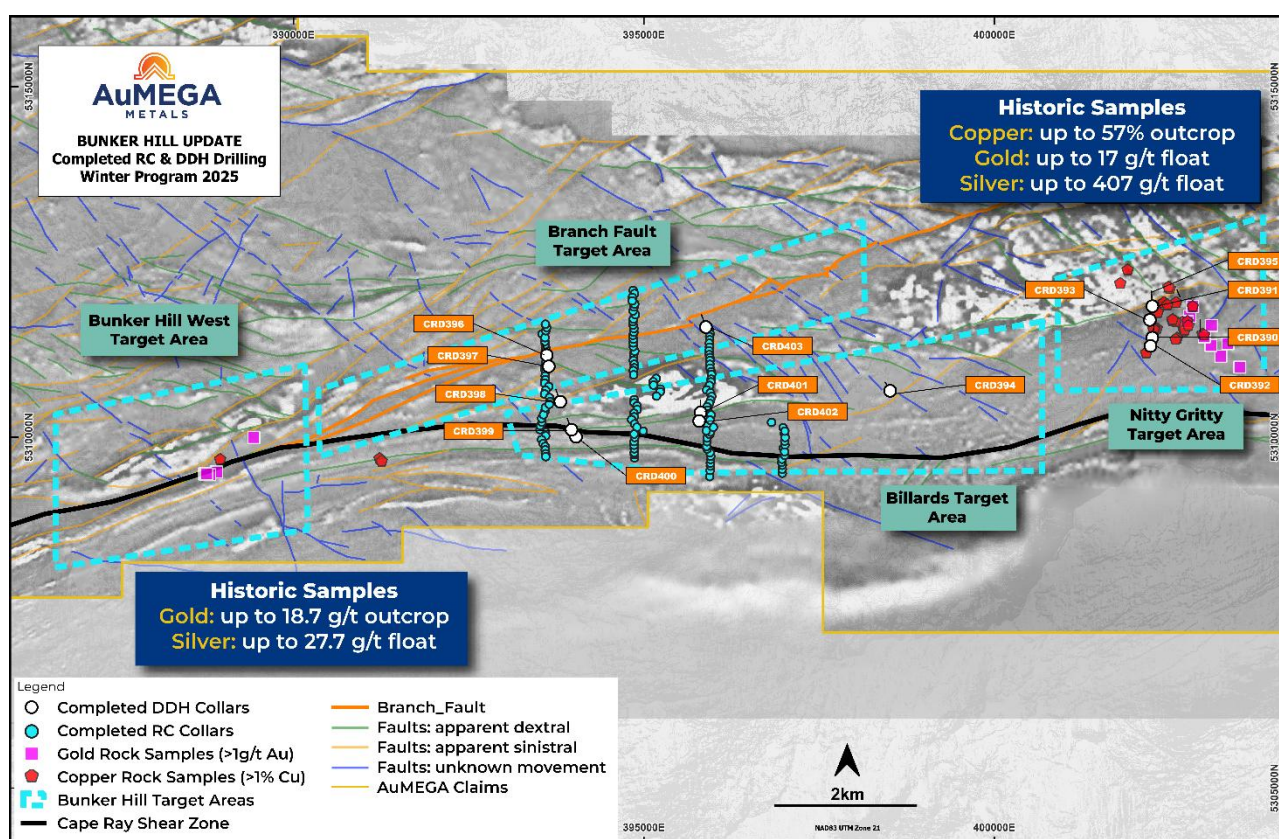 390000E
395000E
400000E
5315000N
5315000N
AuMEGA
METALS
BUNKER HILL UPDATE
Completed RC & DDH Drilling
Winter Program 2025
Historic Samples
Copper: up to 57% outcrop
Gold: up to 17 g/t float
Silver: up to 407 g/t float
Branch Fault
Target Area
Bunker Hill West
Target Area
CRD395
CRD393
CRD391
CRD396
CRD390
CRD403
CRD397
CRD401
CRD394
CRD392
CRD398
CRD402
CRD399
CRD400
Nitty Gritty
Target Area
5310000N
5310000N
Billards Target
Area
Historic Samples
Gold: up to 18.7 g/t outcrop
Silver: up to 27.7 g/t float
Legend
Completed DDH Collars
Completed RC Collars
Gold Rock Samples (>1g/t Au)
Copper Rock Samples (>1% Cu)
Bunker Hill Target Areas
Cape Ray Shear Zone
Branch_Fault
Faults: apparent dextral
Faults: apparent sinistral
Faults: unknown movement
AuMEGA Claims
2km
NAD83 UTM Zone 21
5305000N
395000E
400000E